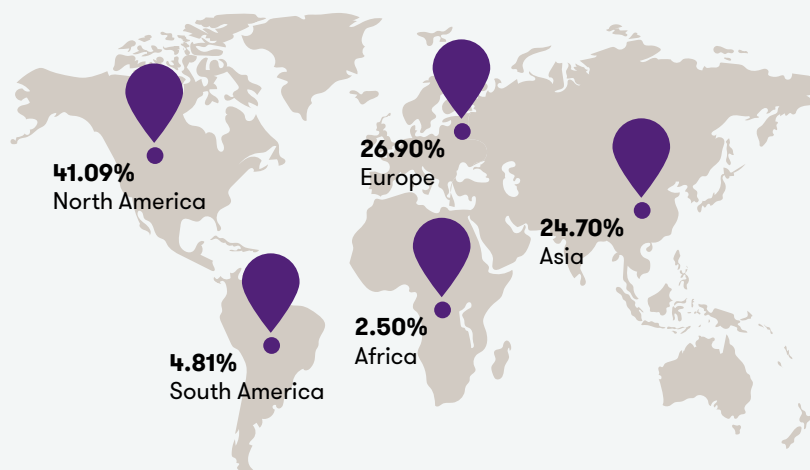 41.09%
North America
26.90%
Europe
24.70%
Asia
2.50%
Africa
4.81%
South America